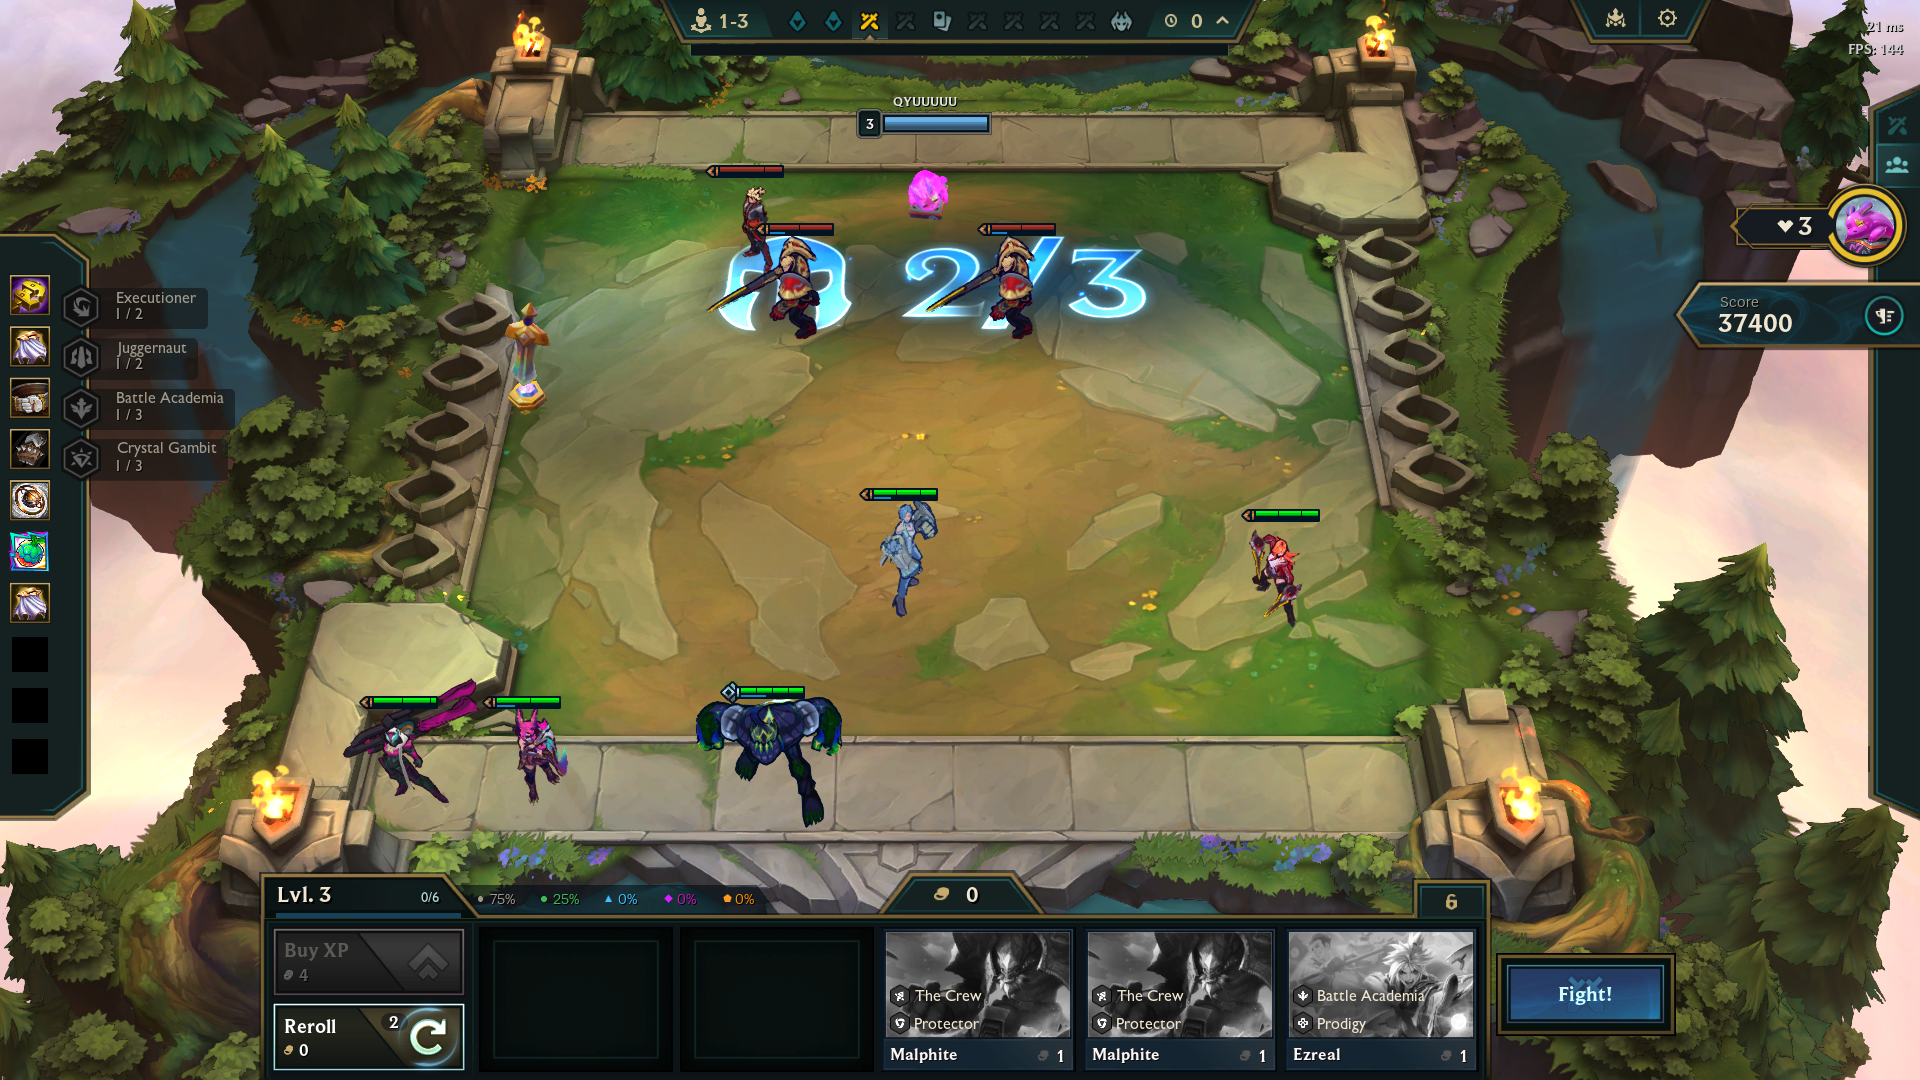 1-3
0
21 ms
FPS: 144
QYUUUUU
3
3
2/3
Score
37400
Executioner
1 / 2
Juggernaut
1 / 2
Battle Academia
1 / 3
Crystal Gambit
1 / 3
Lvl. 3
0/6
75%
25%
0%
0%
0%
0
6
Buy XP
4
Reroll
2
0
The Crew
Protector
Malphite
1
The Crew
Protector
Malphite
1
Battle Academia
Prodigy
Ezreal
1
Fight!